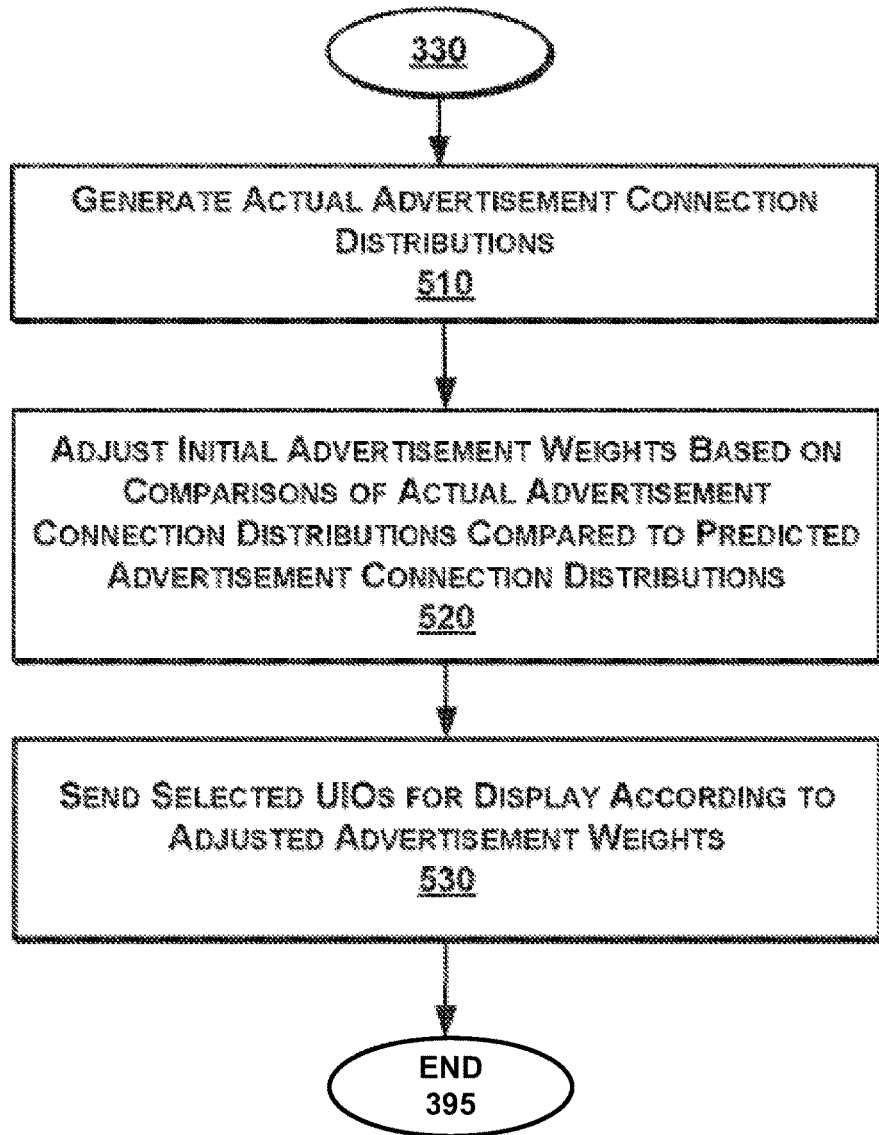 330
GENERATE ACTUAL ADVERTISEMENT CONNECTION
DISTRIBUTIONS
510
ADJUST INITIAL ADVERTISEMENT WEIGHTS BASED ON
COMPARISONS OF ACTUAL ADVERTISEMENT
CONNECTION DISTRIBUTIONS COMPARED TO PREDICTED
ADVERTISEMENT CONNECTION DISTRIBUTIONS
520
SEND SELECTED UIOS FOR DISPLAY ACCORDING TO
ADJUSTED ADVERTISEMENT WEIGHTS
530
END
395